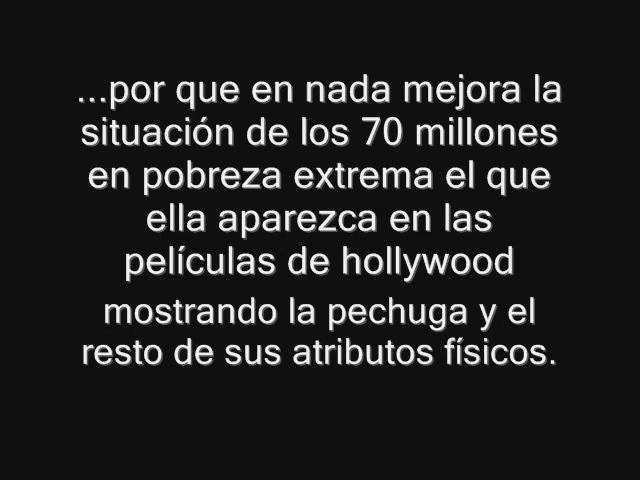 ...por que en nada mejora la
situación de los 70 millones
en pobreza extrema el que
ella aparezca en las
películas de hollywood
mostrando la pechuga y el
resto de sus atributos físicos.